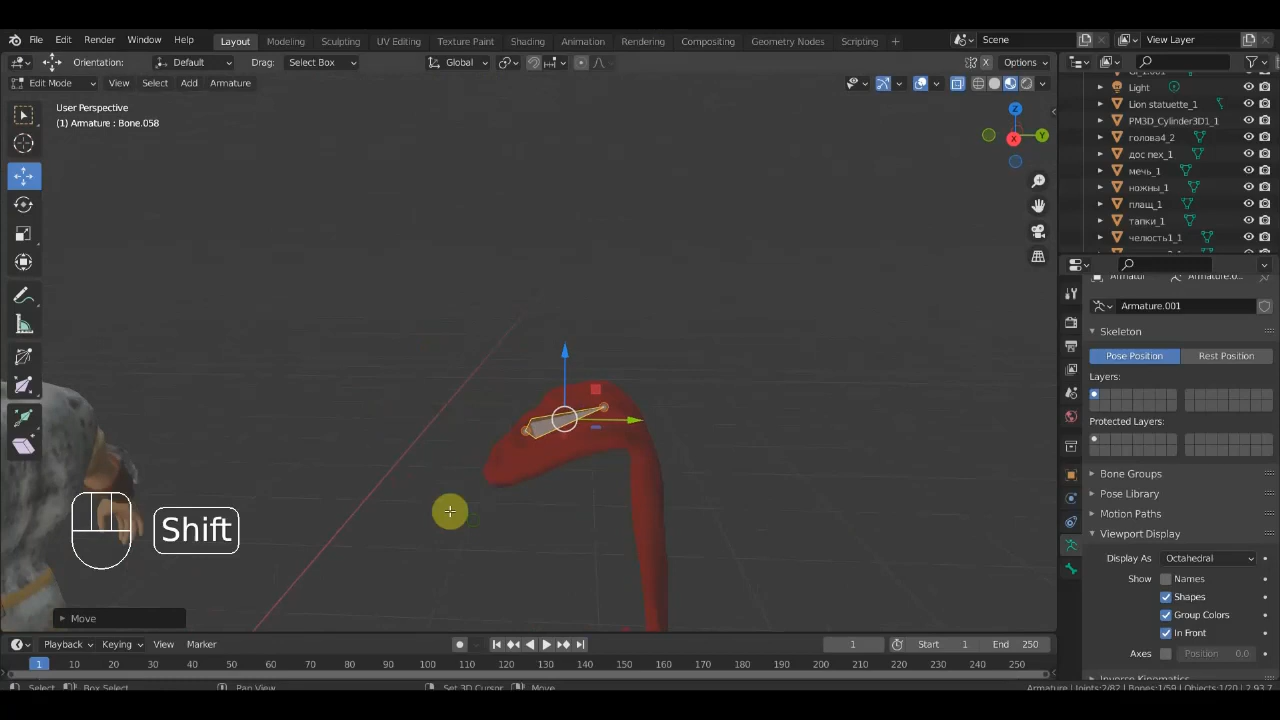 File Edit Render Window Help Layout Modeling Sculpting UV Editing Texture Paint Shading Animation Rendering Compositing Geometry Nodes Scripting + Scene View Layer
Orientation: Default Drag: Select Box Global Options
Edit Mode View Select Add Armature
User Perspective
(1) Armature : Bone.058
Z
Y
X
Light
Lion statuette_1
PM3D_Cylinder3D1_1
голова4_2
дос пех_1
мечь_1
ножны_1
плащ_1
тапки_1
челюсть1_1
Armature.001
Skeleton
Pose Position Rest Position
Layers:
Protected Layers:
Bone Groups
Pose Library
Motion Paths
Viewport Display
Display As Octahedral
Show Names
Shapes
Group Colors
In Front
Axes Position 0.0
Shift
Move
Playback Keying View Marker 1 Start 1 End 250
1 10 20 30 40 50 60 70 80 90 100 110 120 130 140 150 160 170 180 190 200 210 220 230 240 250
Select Box Select Pan View Set 3D Cursor Move